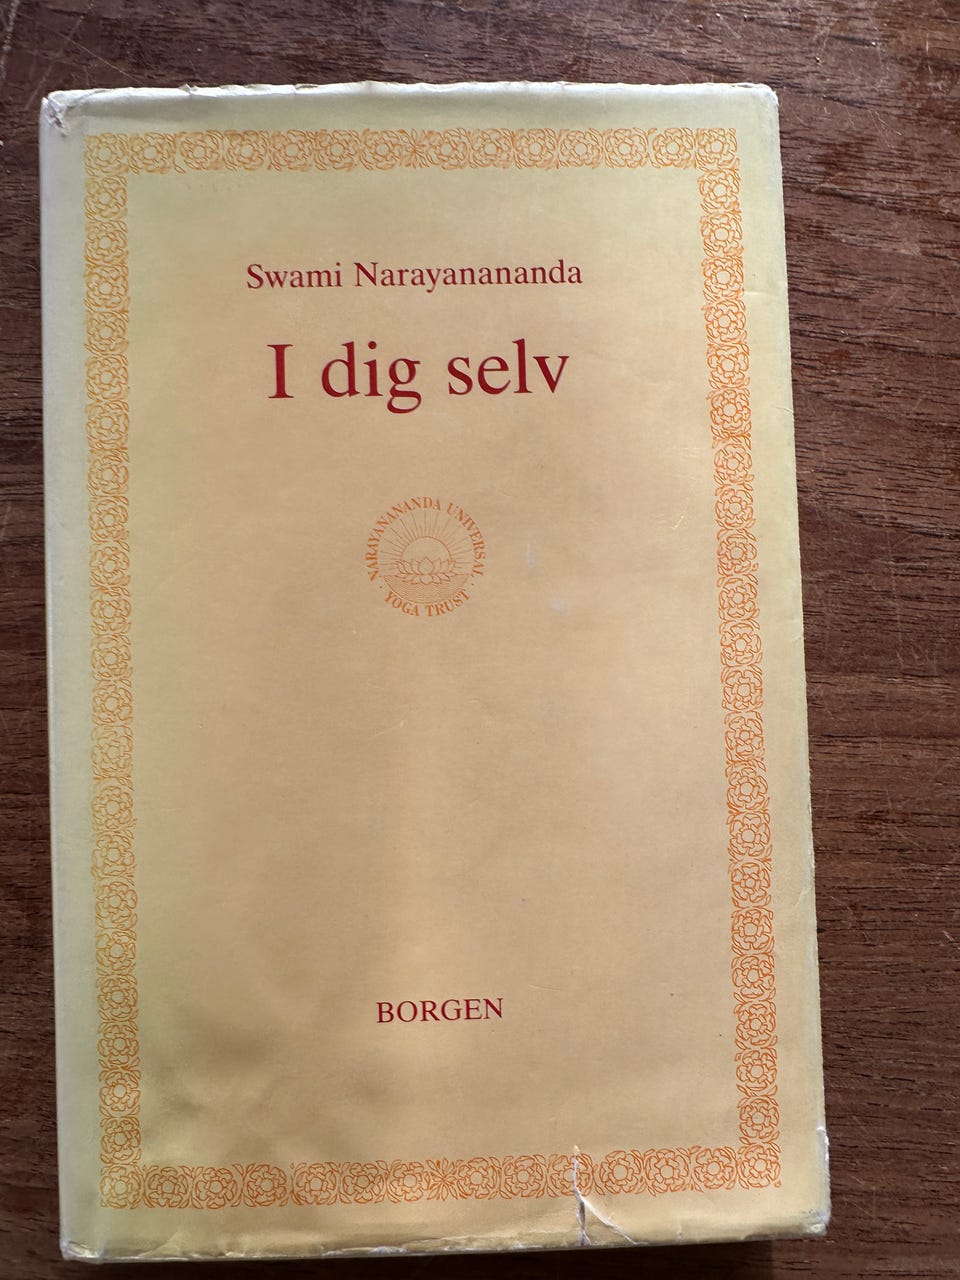 Swami Narayanananda
I dig selv
NARAYANANANDA UNIVERSAL
· YOGA TRUST ·
BORGEN